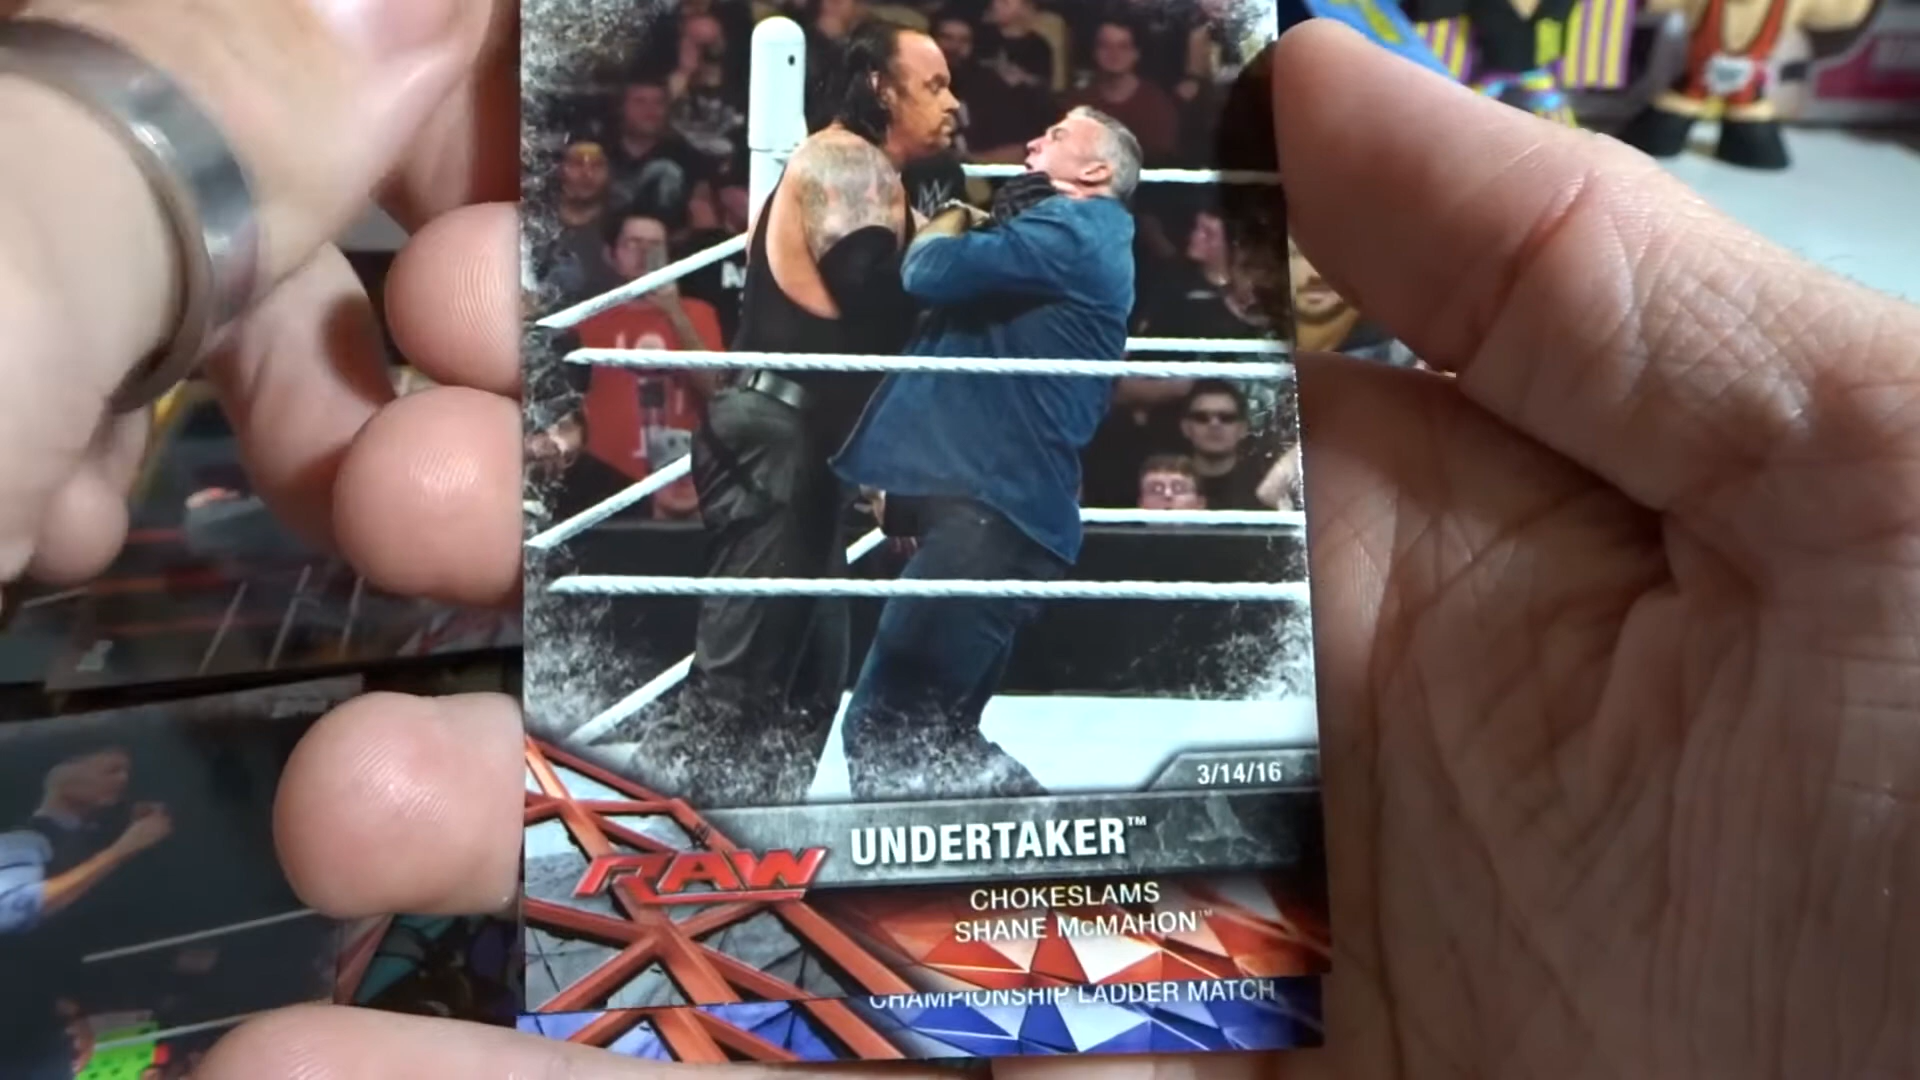 3/14/16
UNDERTAKER™
RAW
CHOKESLAMS
SHANE McMAHON™
CHAMPIONSHIP LADDER MATCH